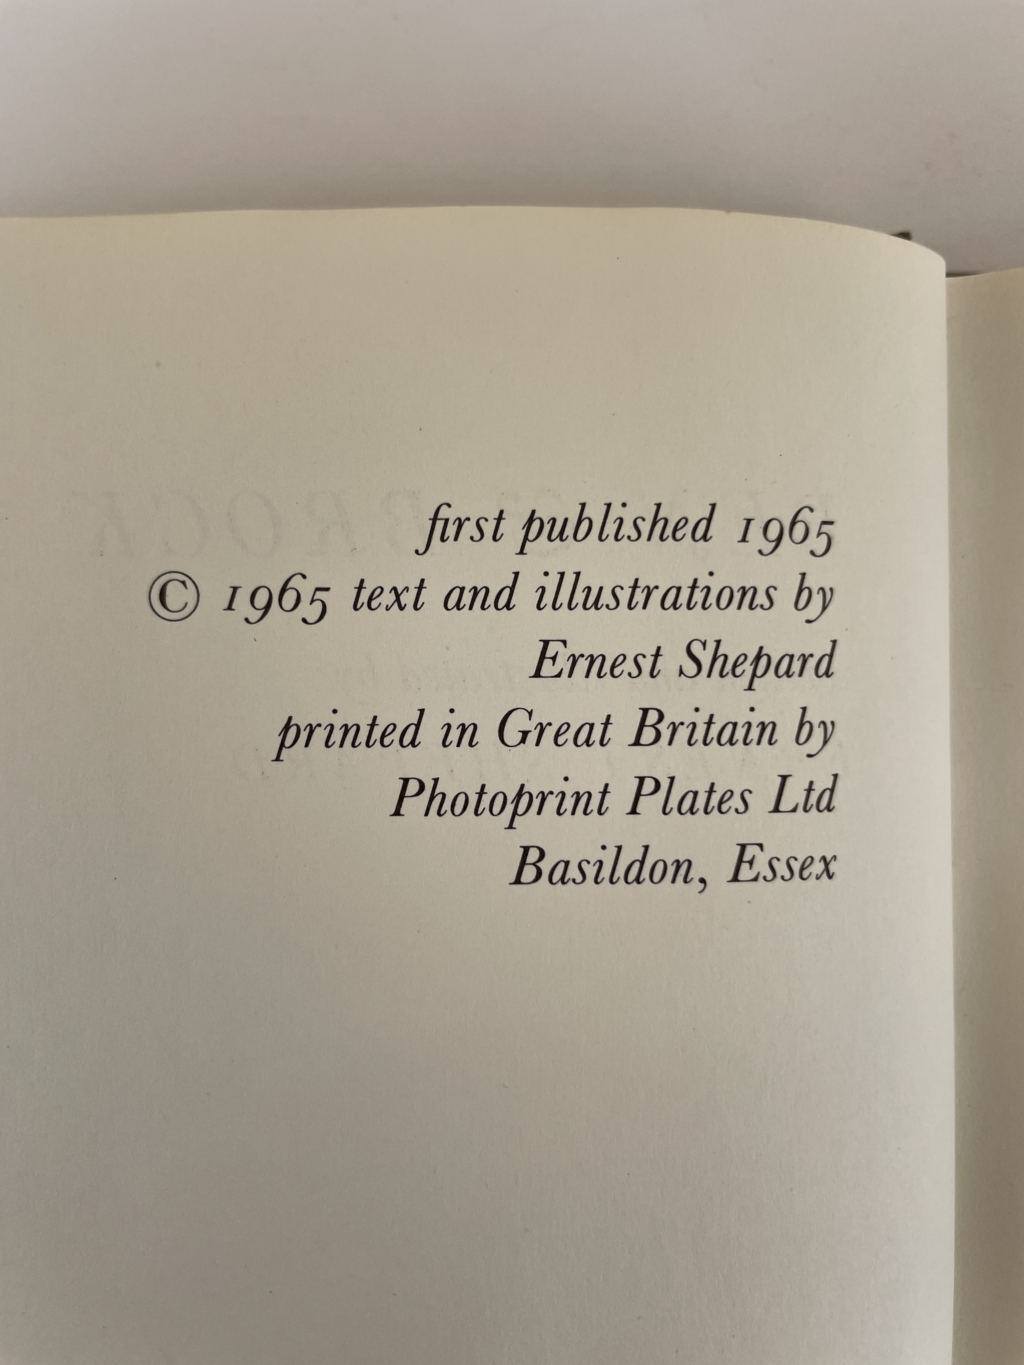 first published 1965
© 1965 text and illustrations by
Ernest Shepard
printed in Great Britain by
Photoprint Plates Ltd
Basildon, Essex